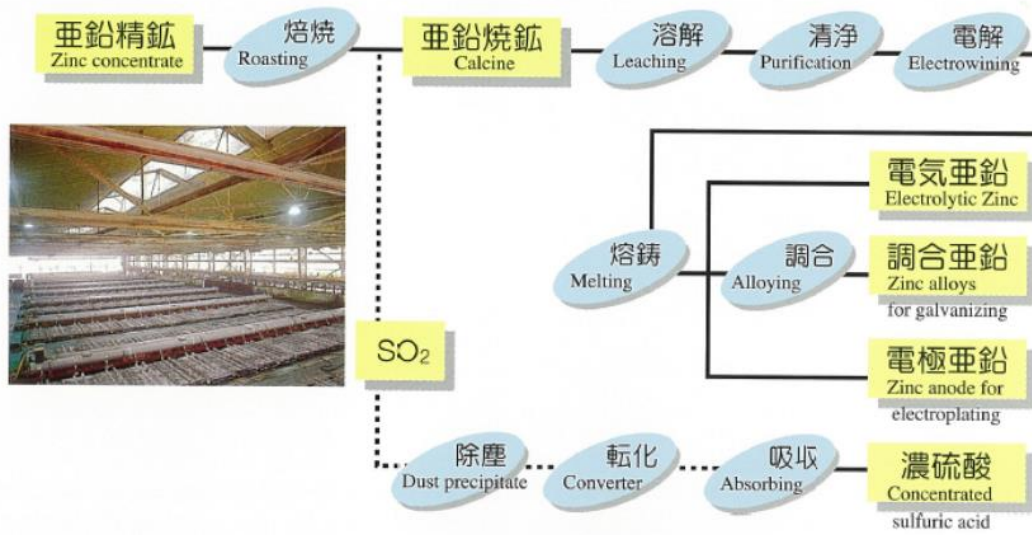 亜鉛精鉱
Zinc concentrate
焙焼
Roasting
亜鉛焼鉱
Calcine
溶解
Leaching
清浄
Purification
電解
Electrowining
電気亜鉛
Electrolytic Zinc
熔鋳
Melting
調合
Alloying
調合亜鉛
Zinc alloys
for galvanizing
SO₂
電極亜鉛
Zinc anode for
electroplating
除塵
Dust precipitate
転化
Converter
吸収
Absorbing
濃硫酸
Concentrated
sulfuric acid